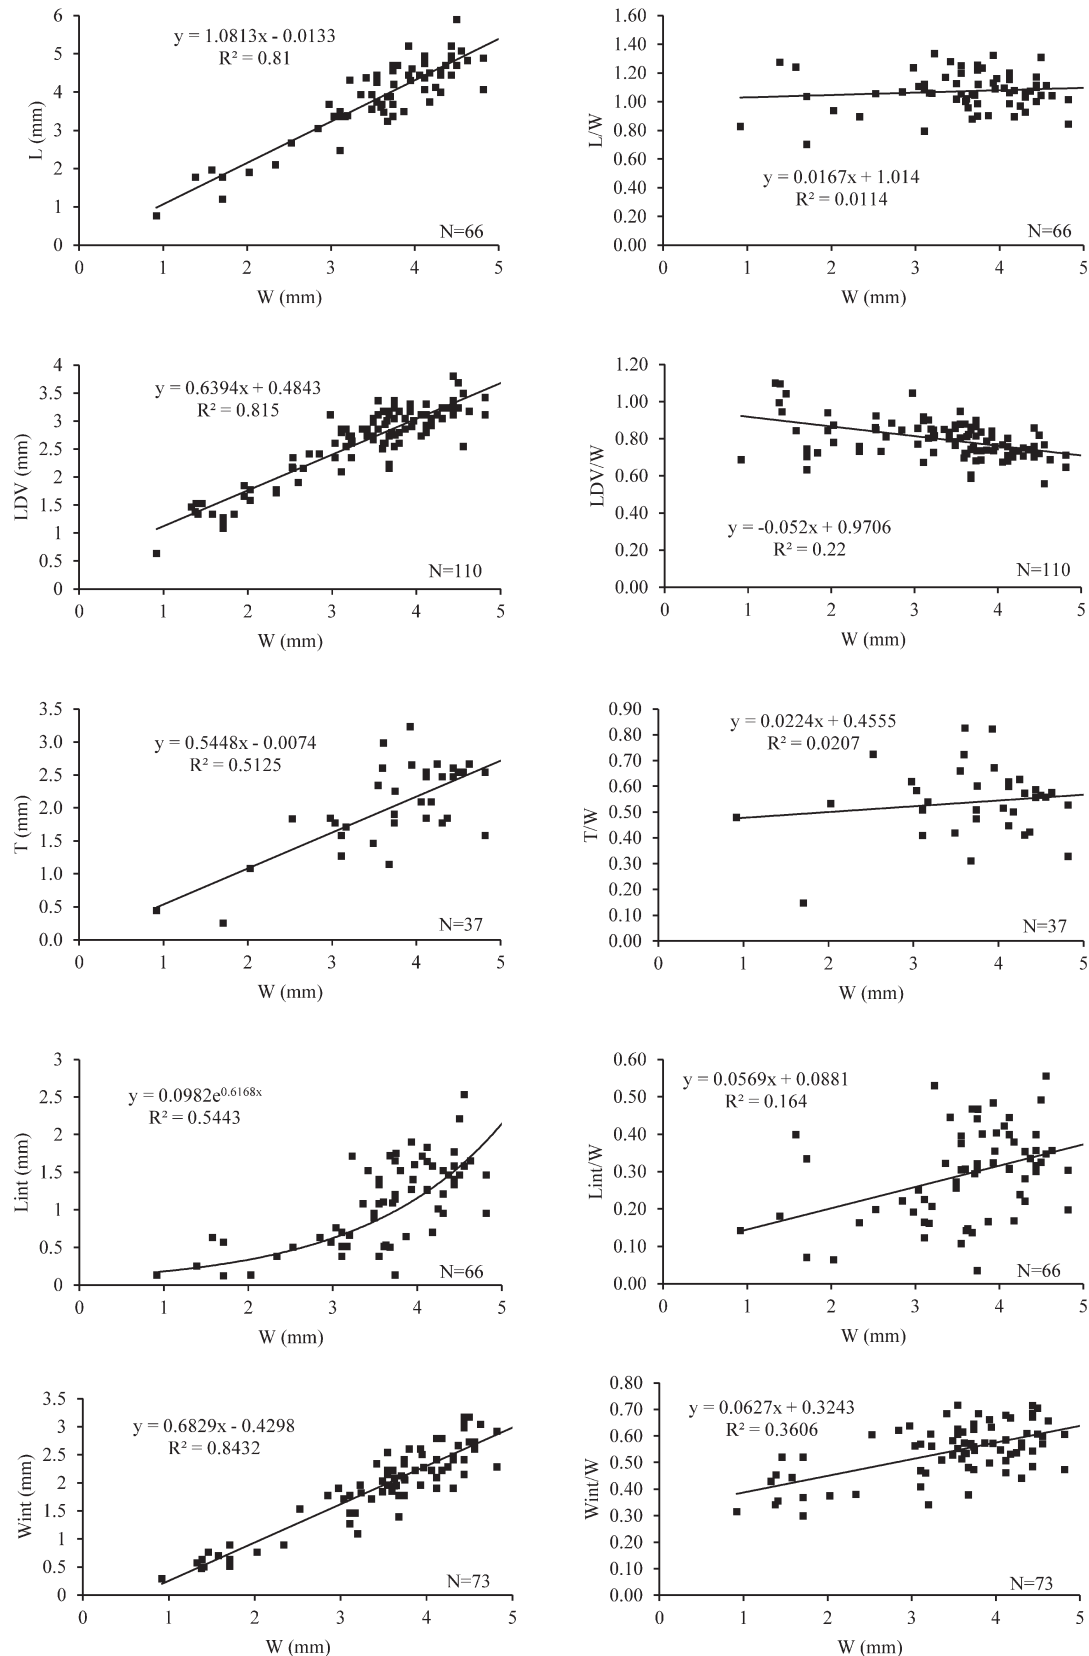 6
5
4
3
2
1
0
L (mm)
y = 1.0813x - 0.0133
R² = 0.81
N=66
0 1 2 3 4 5
W (mm)
1.60
1.40
1.20
1.00
0.80
0.60
0.40
0.20
0.00
L/W
y = 0.0167x + 1.014
R² = 0.0114
N=66
0 1 2 3 4 5
W (mm)
4
3.5
3
2.5
2
1.5
1
0.5
0
LDV (mm)
y = 0.6394x + 0.4843
R² = 0.815
N=110
0 1 2 3 4 5
W (mm)
1.20
1.00
0.80
0.60
0.40
0.20
0.00
LDV/W
y = -0.052x + 0.9706
R² = 0.22
N=110
0 1 2 3 4 5
W (mm)
3.5
3.0
2.5
2.0
1.5
1.0
0.5
0.0
T (mm)
y = 0.5448x - 0.0074
R² = 0.5125
N=37
0 1 2 3 4 5
W (mm)
0.90
0.80
0.70
0.60
0.50
0.40
0.30
0.20
0.10
0.00
T/W
y = 0.0224x + 0.4555
R² = 0.0207
N=37
0 1 2 3 4 5
W (mm)
3
2.5
2
1.5
1
0.5
0
Lint (mm)
y = 0.0982e0.6168x
R² = 0.5443
N=66
0 1 2 3 4 5
W (mm)
0.60
0.50
0.40
0.30
0.20
0.10
0.00
Lint/W
y = 0.0569x + 0.0881
R² = 0.164
N=66
0 1 2 3 4 5
W (mm)
3.5
3
2.5
2
1.5
1
0.5
0
Wint (mm)
y = 0.6829x - 0.4298
R² = 0.8432
N=73
0 1 2 3 4 5
W (mm)
0.80
0.70
0.60
0.50
0.40
0.30
0.20
0.10
0.00
Wint/W
y = 0.0627x + 0.3243
R² = 0.3606
N=73
0 1 2 3 4 5
W (mm)